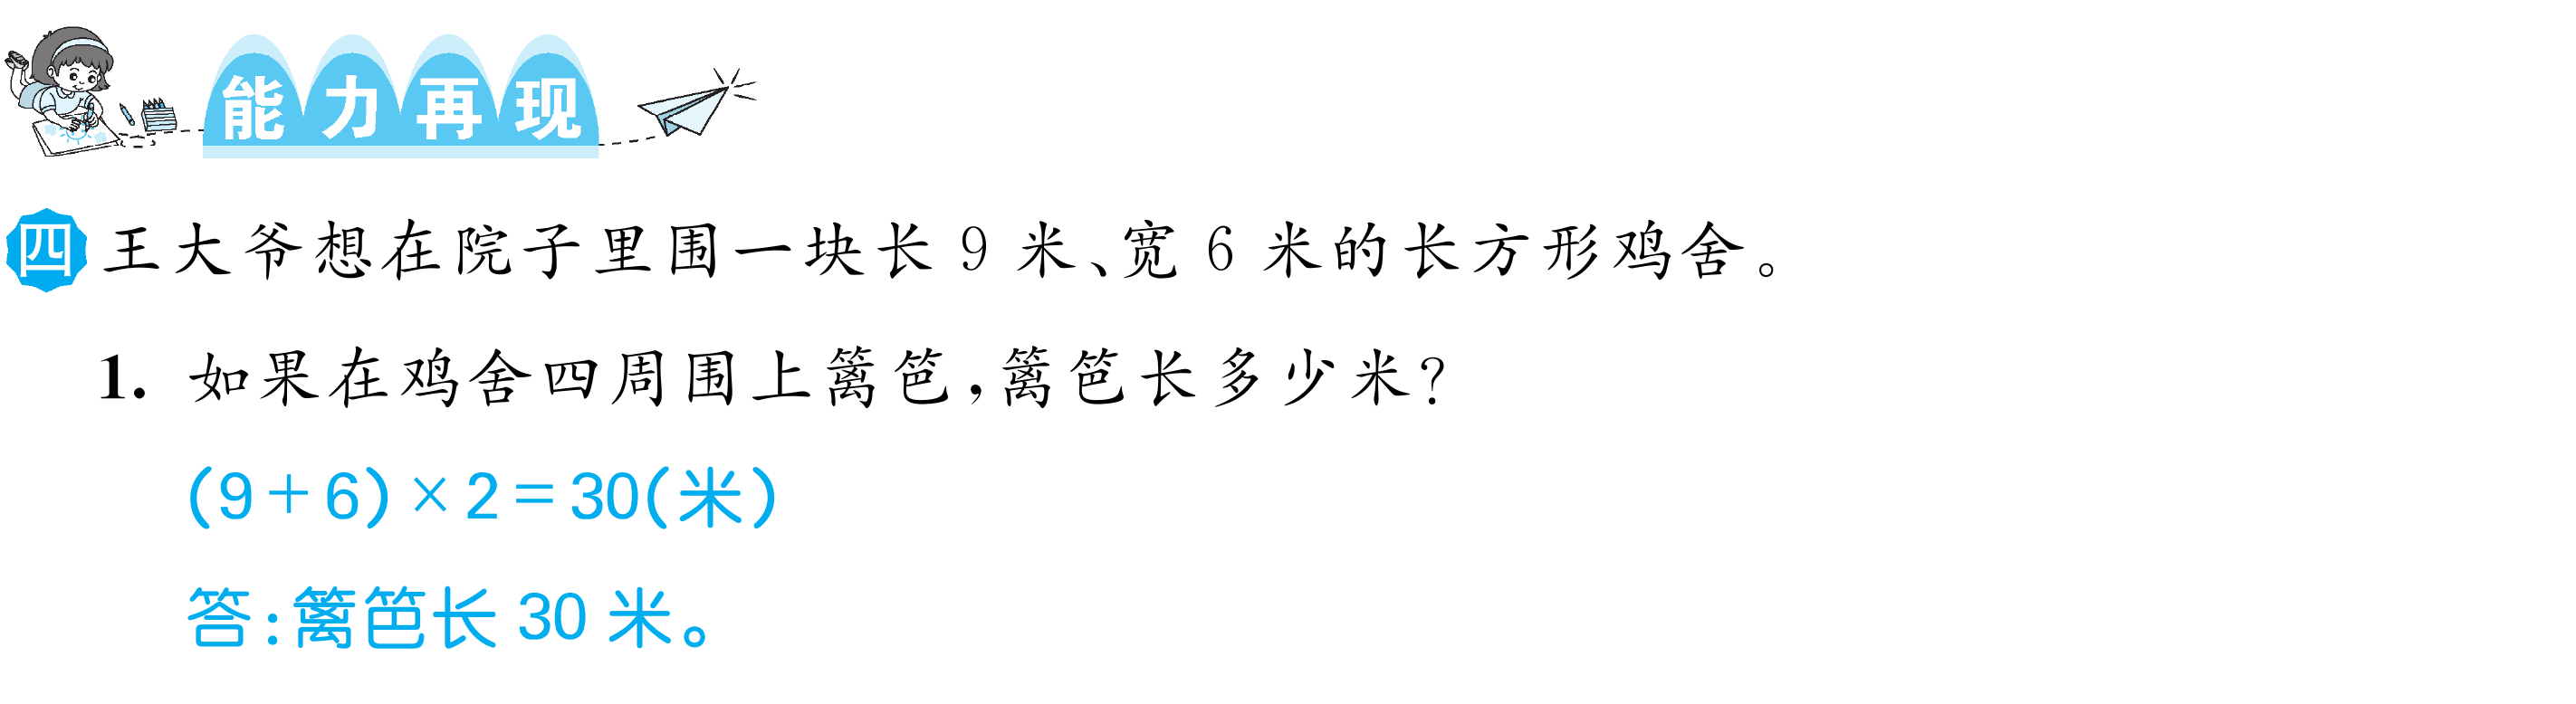 能力再现
四 王大爷想在院子里围一块长 9 米、宽 6 米的长方形鸡舍。
1. 如果在鸡舍四周围上篱笆,篱笆长多少米?
(9+6)×2=30(米)
答:篱笆长 30 米。